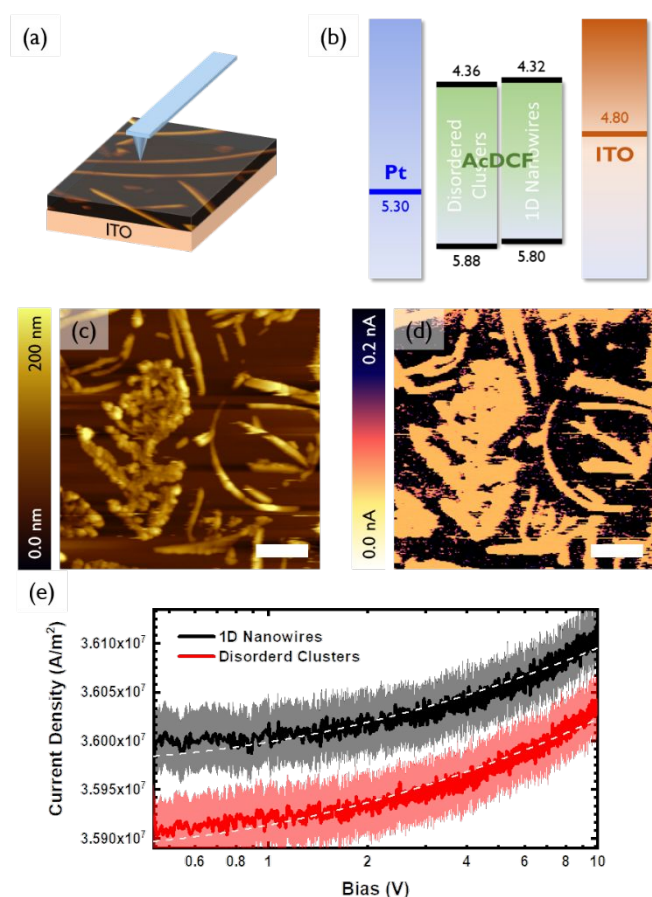 (a)
ITO
(b)
Pt
5.30
4.36
4.32
Disordered
Clusters
AcDCF
1D Nanowires
5.88
5.80
4.80
ITO
(c)
200 nm
0.0 nm
(d)
0.2 nA
0.0 nA
(e)
Current Density (A/m²)
3.610x10⁷
3.605x10⁷
3.600x10⁷
3.595x10⁷
3.590x10⁷
1D Nanowires
Disorderd Clusters
0.6 0.8 1 2 4 6 8 10
Bias (V)